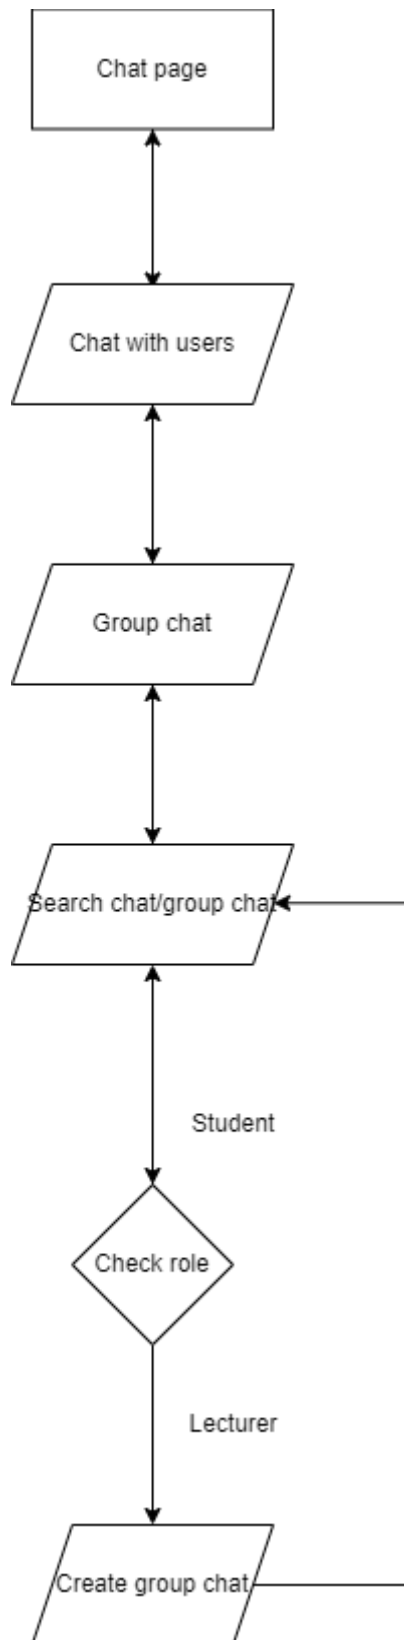 Chat page
Chat with users
Group chat
Search chat/group chat
Student
Check role
Lecturer
Create group chat